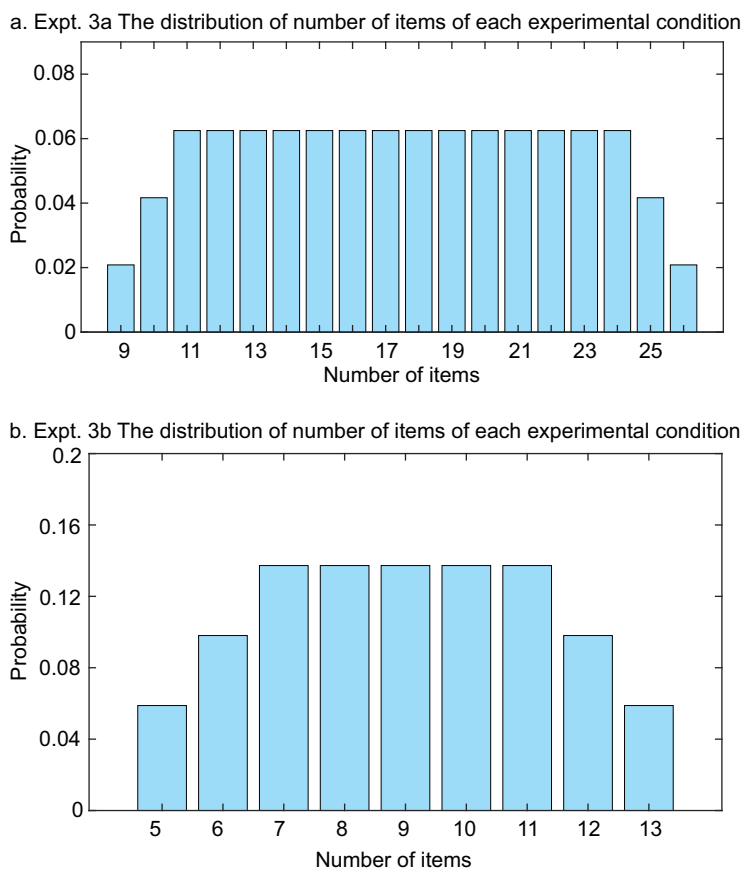 a. Expt. 3a The distribution of number of items of each experimental condition
0.08
0.06
0.04
0.02
0
Probability
9 11 13 15 17 19 21 23 25
Number of items
b. Expt. 3b The distribution of number of items of each experimental condition
0.2
0.16
0.12
0.08
0.04
0
Probability
5 6 7 8 9 10 11 12 13
Number of items